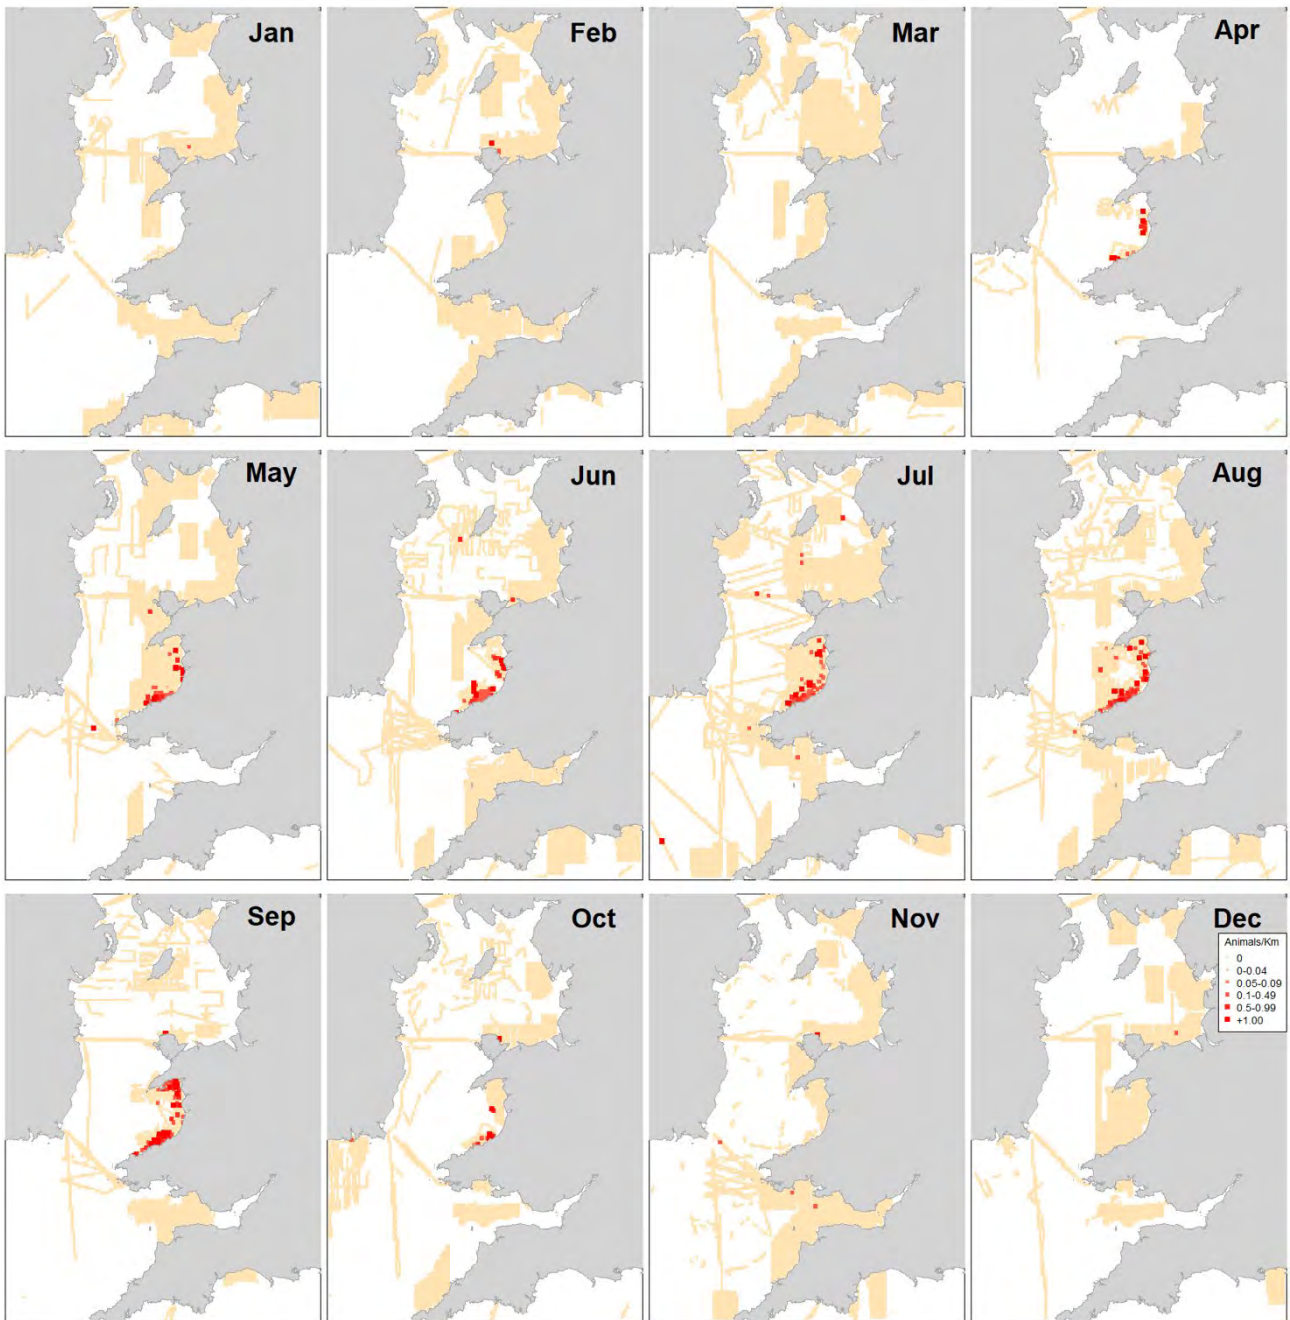 Jan
Feb
Mar
Apr
May
Jun
Jul
Aug
Sep
Oct
Nov
Dec
Animals/Km
0
0-0.04
0.05-0.09
0.1-0.49
0.5-0.99
+1.00